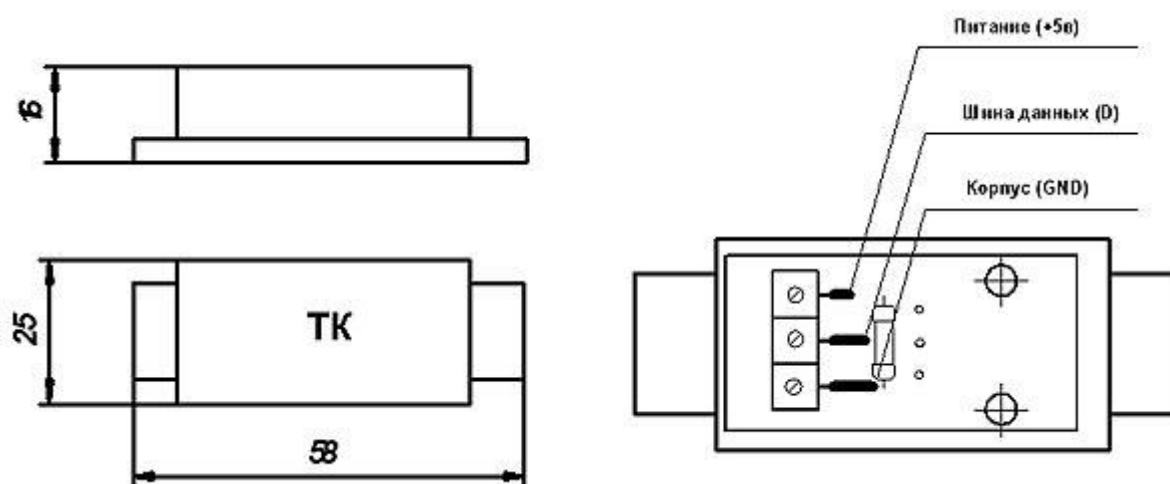 16
25
ТК
58
Питание (+5в)
Шина данных (D)
Корпус (GND)